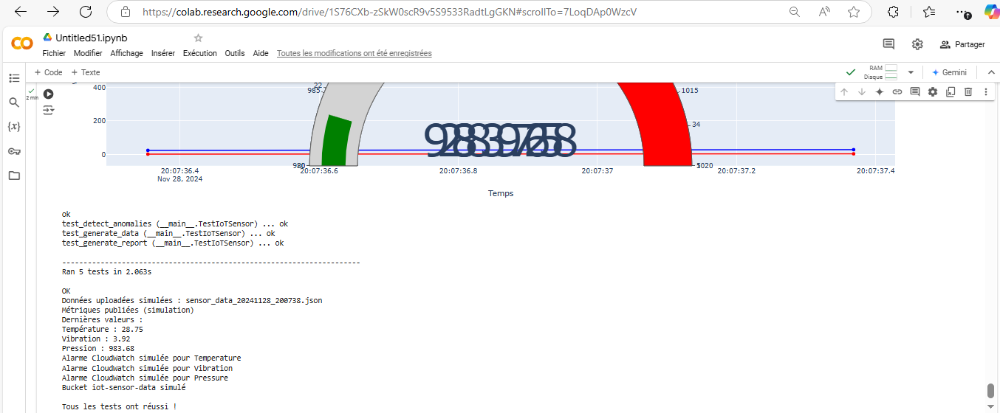 https://colab.research.google.com/drive/1S76CXb-zSkW0scR9v5S9533RadtLgGKN#scrollTo=7LoqDAp0WzcV
Untitled51.ipynb
Fichier Modifier Affichage Insérer Exécution Outils Aide Toutes les modifications ont été enregistrées
Partager
+ Code + Texte
RAM
Disque
Gemini
2 min
400
200
0
22
985.
1015
34
20:07:36.4
Nov 28, 2024
20:07:36.6
20:07:36.8
20:07:37
20:07:37.2
20:07:37.4
Temps
ok
test_detect_anomalies (__main__.TestIoTSensor) ... ok
test_generate_data (__main__.TestIoTSensor) ... ok
test_generate_report (__main__.TestIoTSensor) ... ok
----------------------------------------------------------------------
Ran 5 tests in 2.063s
OK
Données uploadées simulées : sensor_data_20241128_200738.json
Métriques publiées (simulation)
Dernières valeurs :
Température : 28.75
Vibration : 3.92
Pression : 983.68
Alarme CloudWatch simulée pour Temperature
Alarme CloudWatch simulée pour Vibration
Alarme CloudWatch simulée pour Pressure
Bucket iot-sensor-data simulé
Tous les tests ont réussi !